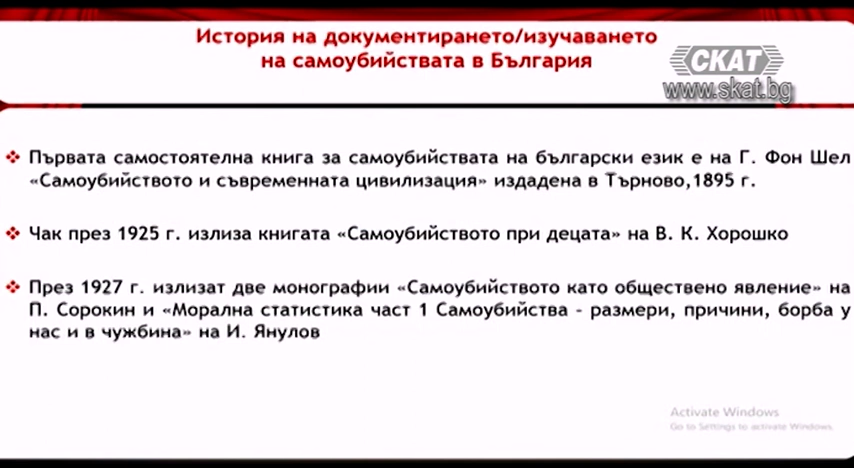 История на документирането/изучаването
на самоубийствата в България
СКАТ
www.skat.bg
❖ Първата самостоятелна книга за самоубийствата на български език е на Г. Фон Шел
«Самоубийството и съвременната цивилизация» издадена в Търново,1895 г.
❖ Чак през 1925 г. излиза книгата «Самоубийството при децата» на В. К. Хорошко
❖ През 1927 г. излизат две монографии «Самоубийството като обществено явление» на
П. Сорокин и «Морална статистика част 1 Самоубийства - размери, причини, борба у
нас и в чужбина» на И. Янулов
Activate Windows
Go to Settings to activate Windows.